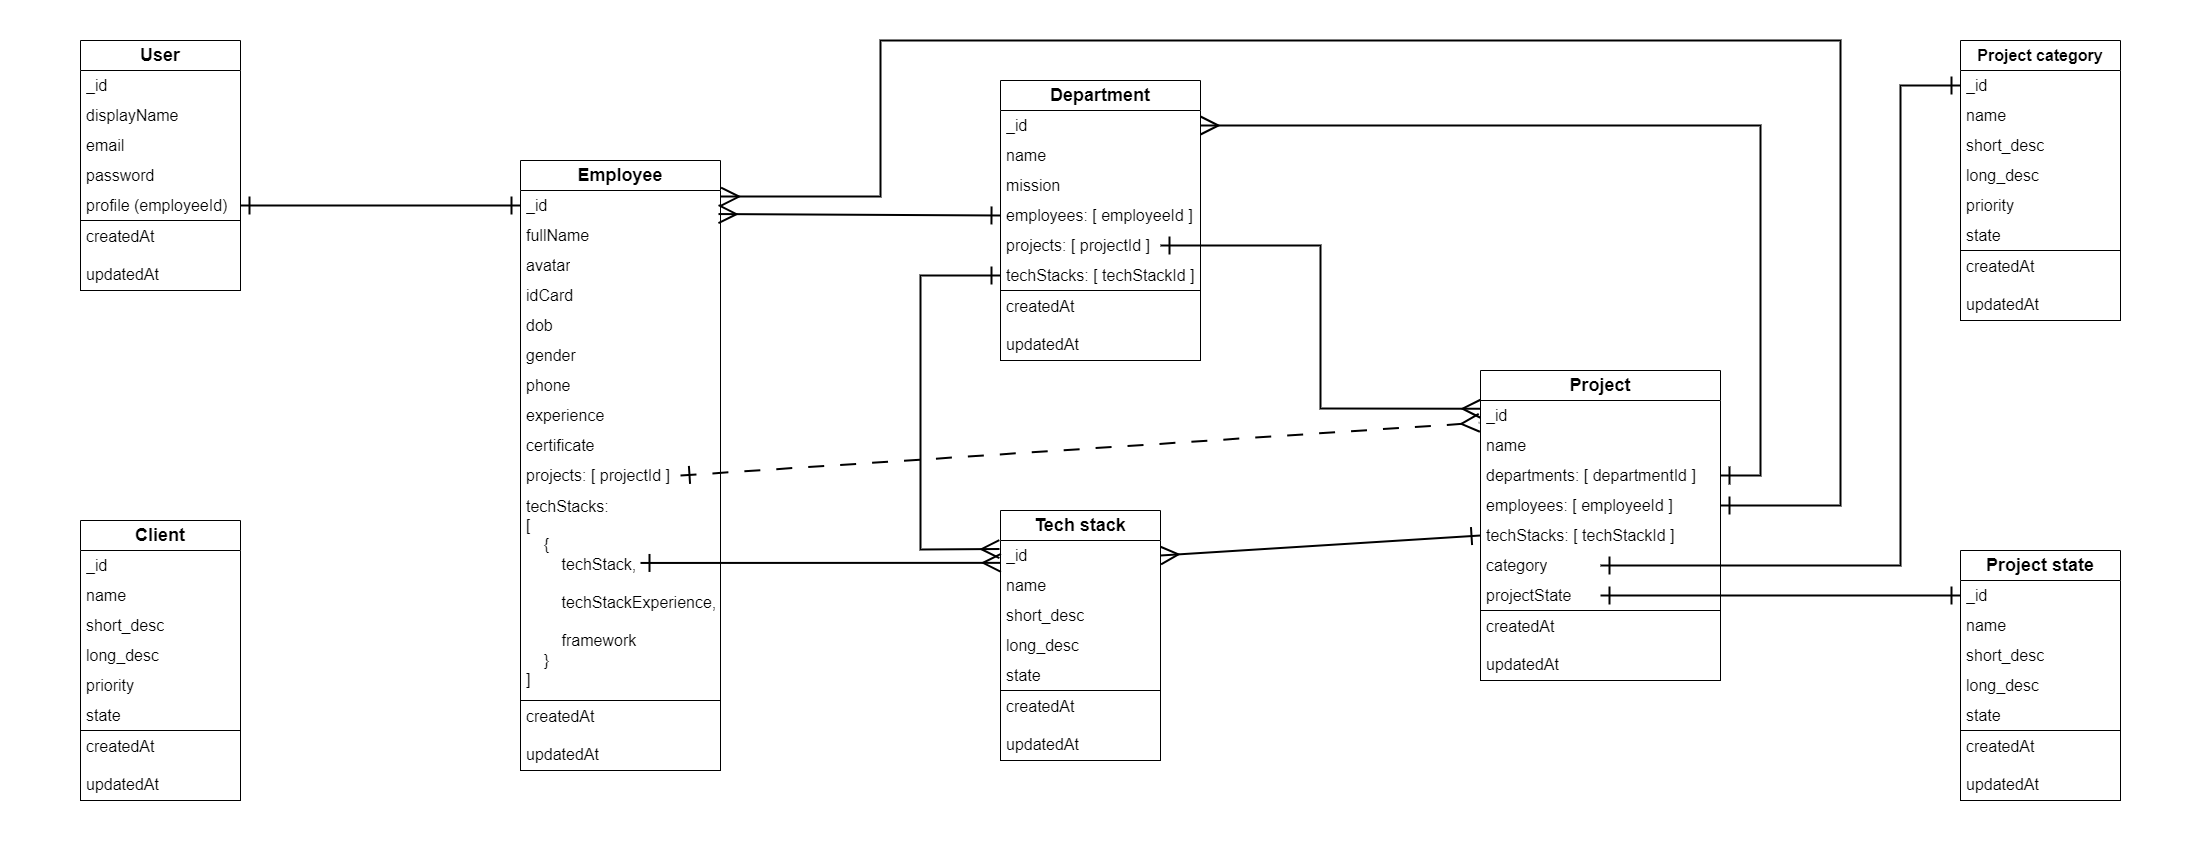 User
_id
displayName
email
password
profile (employeeId)
createdAt
updatedAt
Client
_id
name
short_desc
long_desc
priority
state
createdAt
updatedAt
Employee
_id
fullName
avatar
idCard
dob
gender
phone
experience
certificate
projects: [ projectId ]
techStacks:
[
{
techStack,
techStackExperience,
framework
}
]
createdAt
updatedAt
Department
_id
name
mission
employees: [ employeeId ]
projects: [ projectId ]
techStacks: [ techStackId ]
createdAt
updatedAt
Tech stack
_id
name
short_desc
long_desc
state
createdAt
updatedAt
Project
_id
name
departments: [ departmentId ]
employees: [ employeeId ]
techStacks: [ techStackId ]
category
projectState
createdAt
updatedAt
Project category
_id
name
short_desc
long_desc
priority
state
createdAt
updatedAt
Project state
_id
name
short_desc
long_desc
state
createdAt
updatedAt